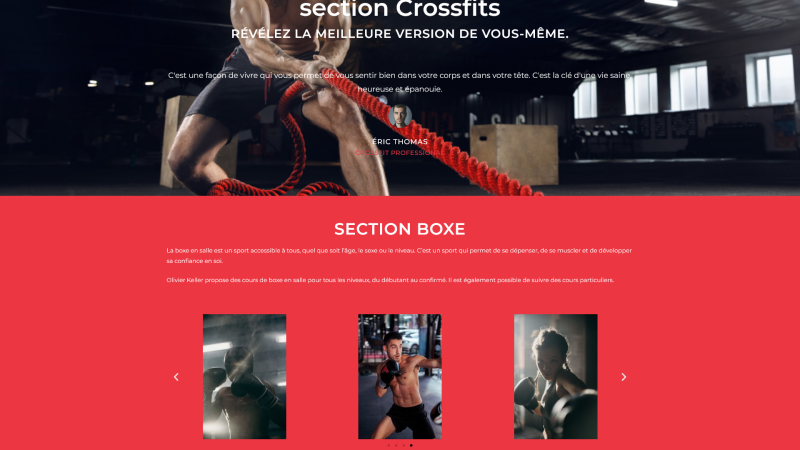 section Crossfits
RÉVÉLEZ LA MEILLEURE VERSION DE VOUS-MÊME.
C'est une façon de vivre qui vous permet de vous sentir bien dans votre corps et dans votre tête. C'est la clé d'une vie saine,
heureuse et épanouie.
ÉRIC THOMAS
CROSSFIT PROFESSIONAL
SECTION BOXE
La boxe en salle est un sport accessible à tous, quel que soit l'âge, le sexe ou le niveau. C'est un sport qui permet de se dépenser, de se muscler et de développer
sa confiance en soi.
Olivier Keller propose des cours de boxe en salle pour tous les niveaux, du débutant au confirmé. Il est également possible de suivre des cours particuliers.